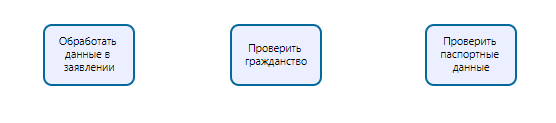 Обработать
данные в
заявлении
Проверить
гражданство
Проверить
паспортные
данные